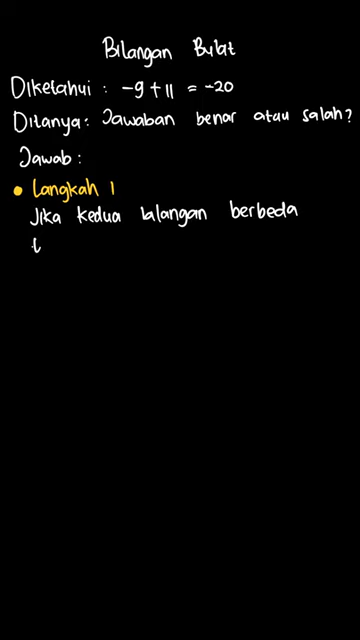 Bilangan Bulat
Diketahui : -9 + 11 = -20
Ditanya : Jawaban benar atau salah?
Jawab :
• Langkah 1
Jika kedua bilangan berbeda
t